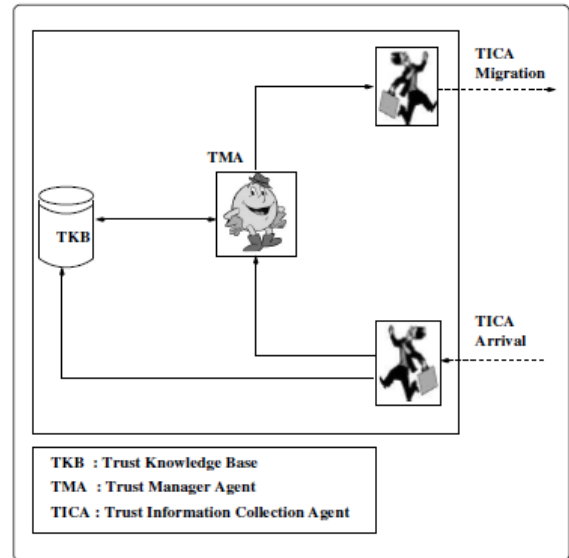 TICA
Migration
TMA
TKB
TICA
Arrival
TKB : Trust Knowledge Base
TMA : Trust Manager Agent
TICA : Trust Information Collection Agent